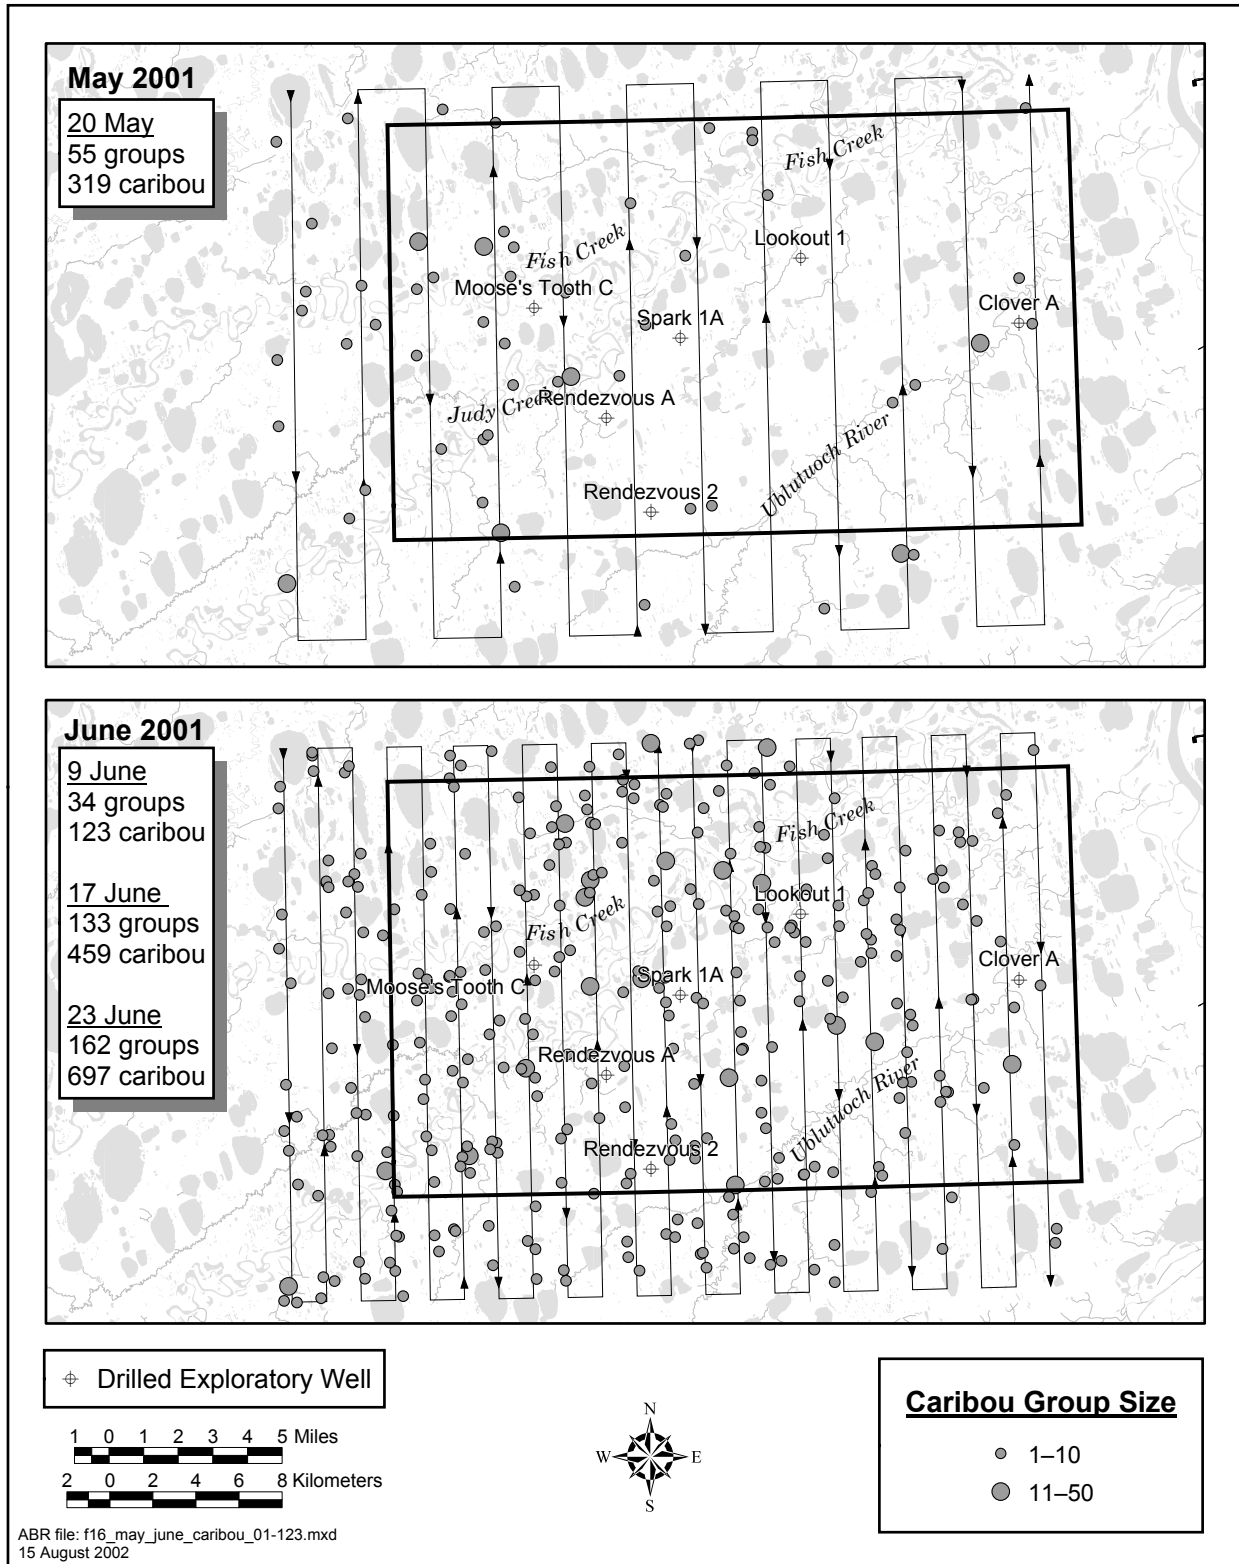 May 2001
20 May
55 groups
319 caribou
Fish Creek
Lookout 1
Fish Creek
Moose's Tooth C
Spark 1A
Clover A
Judy Creek
Rendezvous A
Ublutuoch River
Rendezvous 2
June 2001
9 June
34 groups
123 caribou
17 June
133 groups
459 caribou
23 June
162 groups
697 caribou
Fish Creek
Lookout 1
Fish Creek
Moose's Tooth C
Spark 1A
Clover A
Rendezvous A
Ublutuoch River
Rendezvous 2
Drilled Exploratory Well
1 0 1 2 3 4 5 Miles
2 0 2 4 6 8 Kilometers
N
W E
S
Caribou Group Size
1–10
11–50
ABR file: f16_may_june_caribou_01-123.mxd
15 August 2002